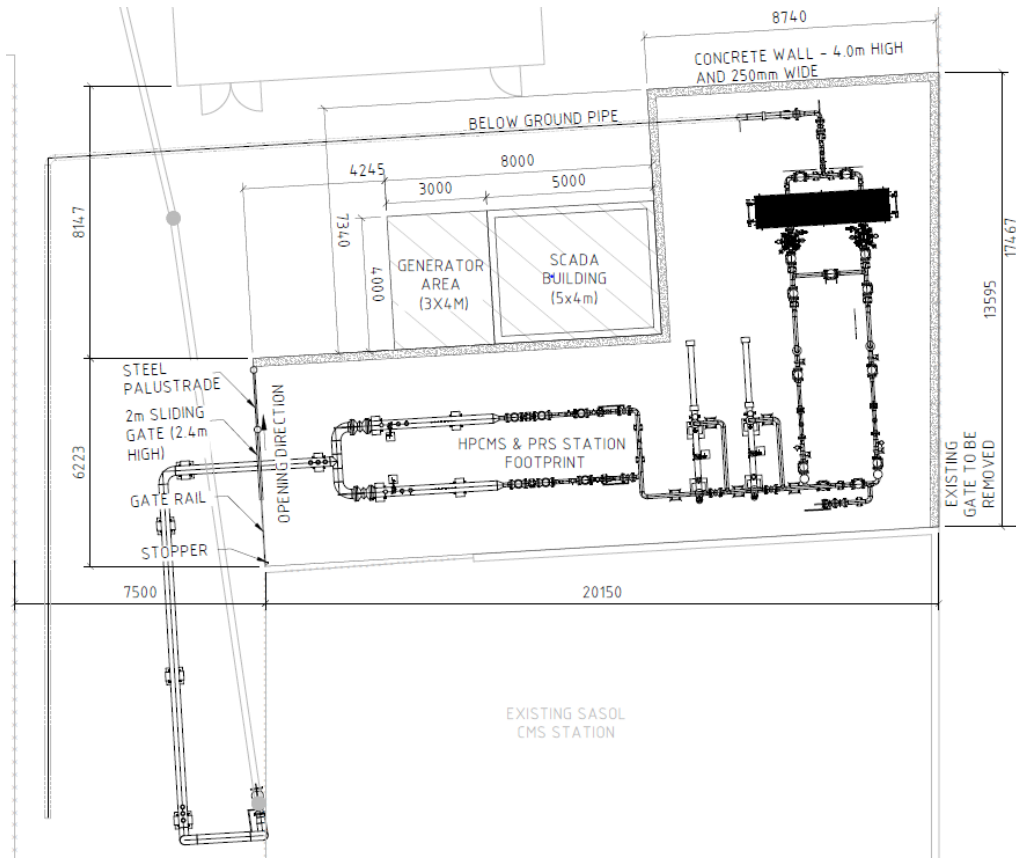 8740
CONCRETE WALL - 4.0m HIGH
AND 250mm WIDE
BELOW GROUND PIPE
8000
4245
3000
5000
8147
7340
4000
GENERATOR
AREA
(3X4M)
SCADA
BUILDING
(5x4m)
17467
13595
STEEL
PALUSTRADE
2m SLIDING
GATE (2.4m
HIGH)
OPENING DIRECTION
6223
HPCMS & PRS STATION
FOOTPRINT
GATE RAIL
STOPPER
EXISTING
GATE TO BE
REMOVED
7500
20150
EXISTING SASOL
CMS STATION